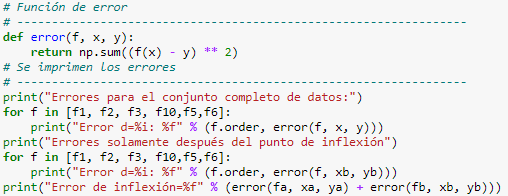 # Función de error
# ----------------------------------------------------------------
def error(f, x, y):
    return np.sum((f(x) - y) ** 2)
# Se imprimen los errores
# ----------------------------------------------------------------
print("Errores para el conjunto completo de datos:")
for f in [f1, f2, f3, f10,f5,f6]:
    print("Error d=%i: %f" % (f.order, error(f, x, y)))
print("Errores solamente después del punto de inflexión")
for f in [f1, f2, f3, f10,f5,f6]:
    print("Error d=%i: %f" % (f.order, error(f, xb, yb)))
print("Error de inflexión=%f" % (error(fa, xa, ya) + error(fb, xb, yb)))